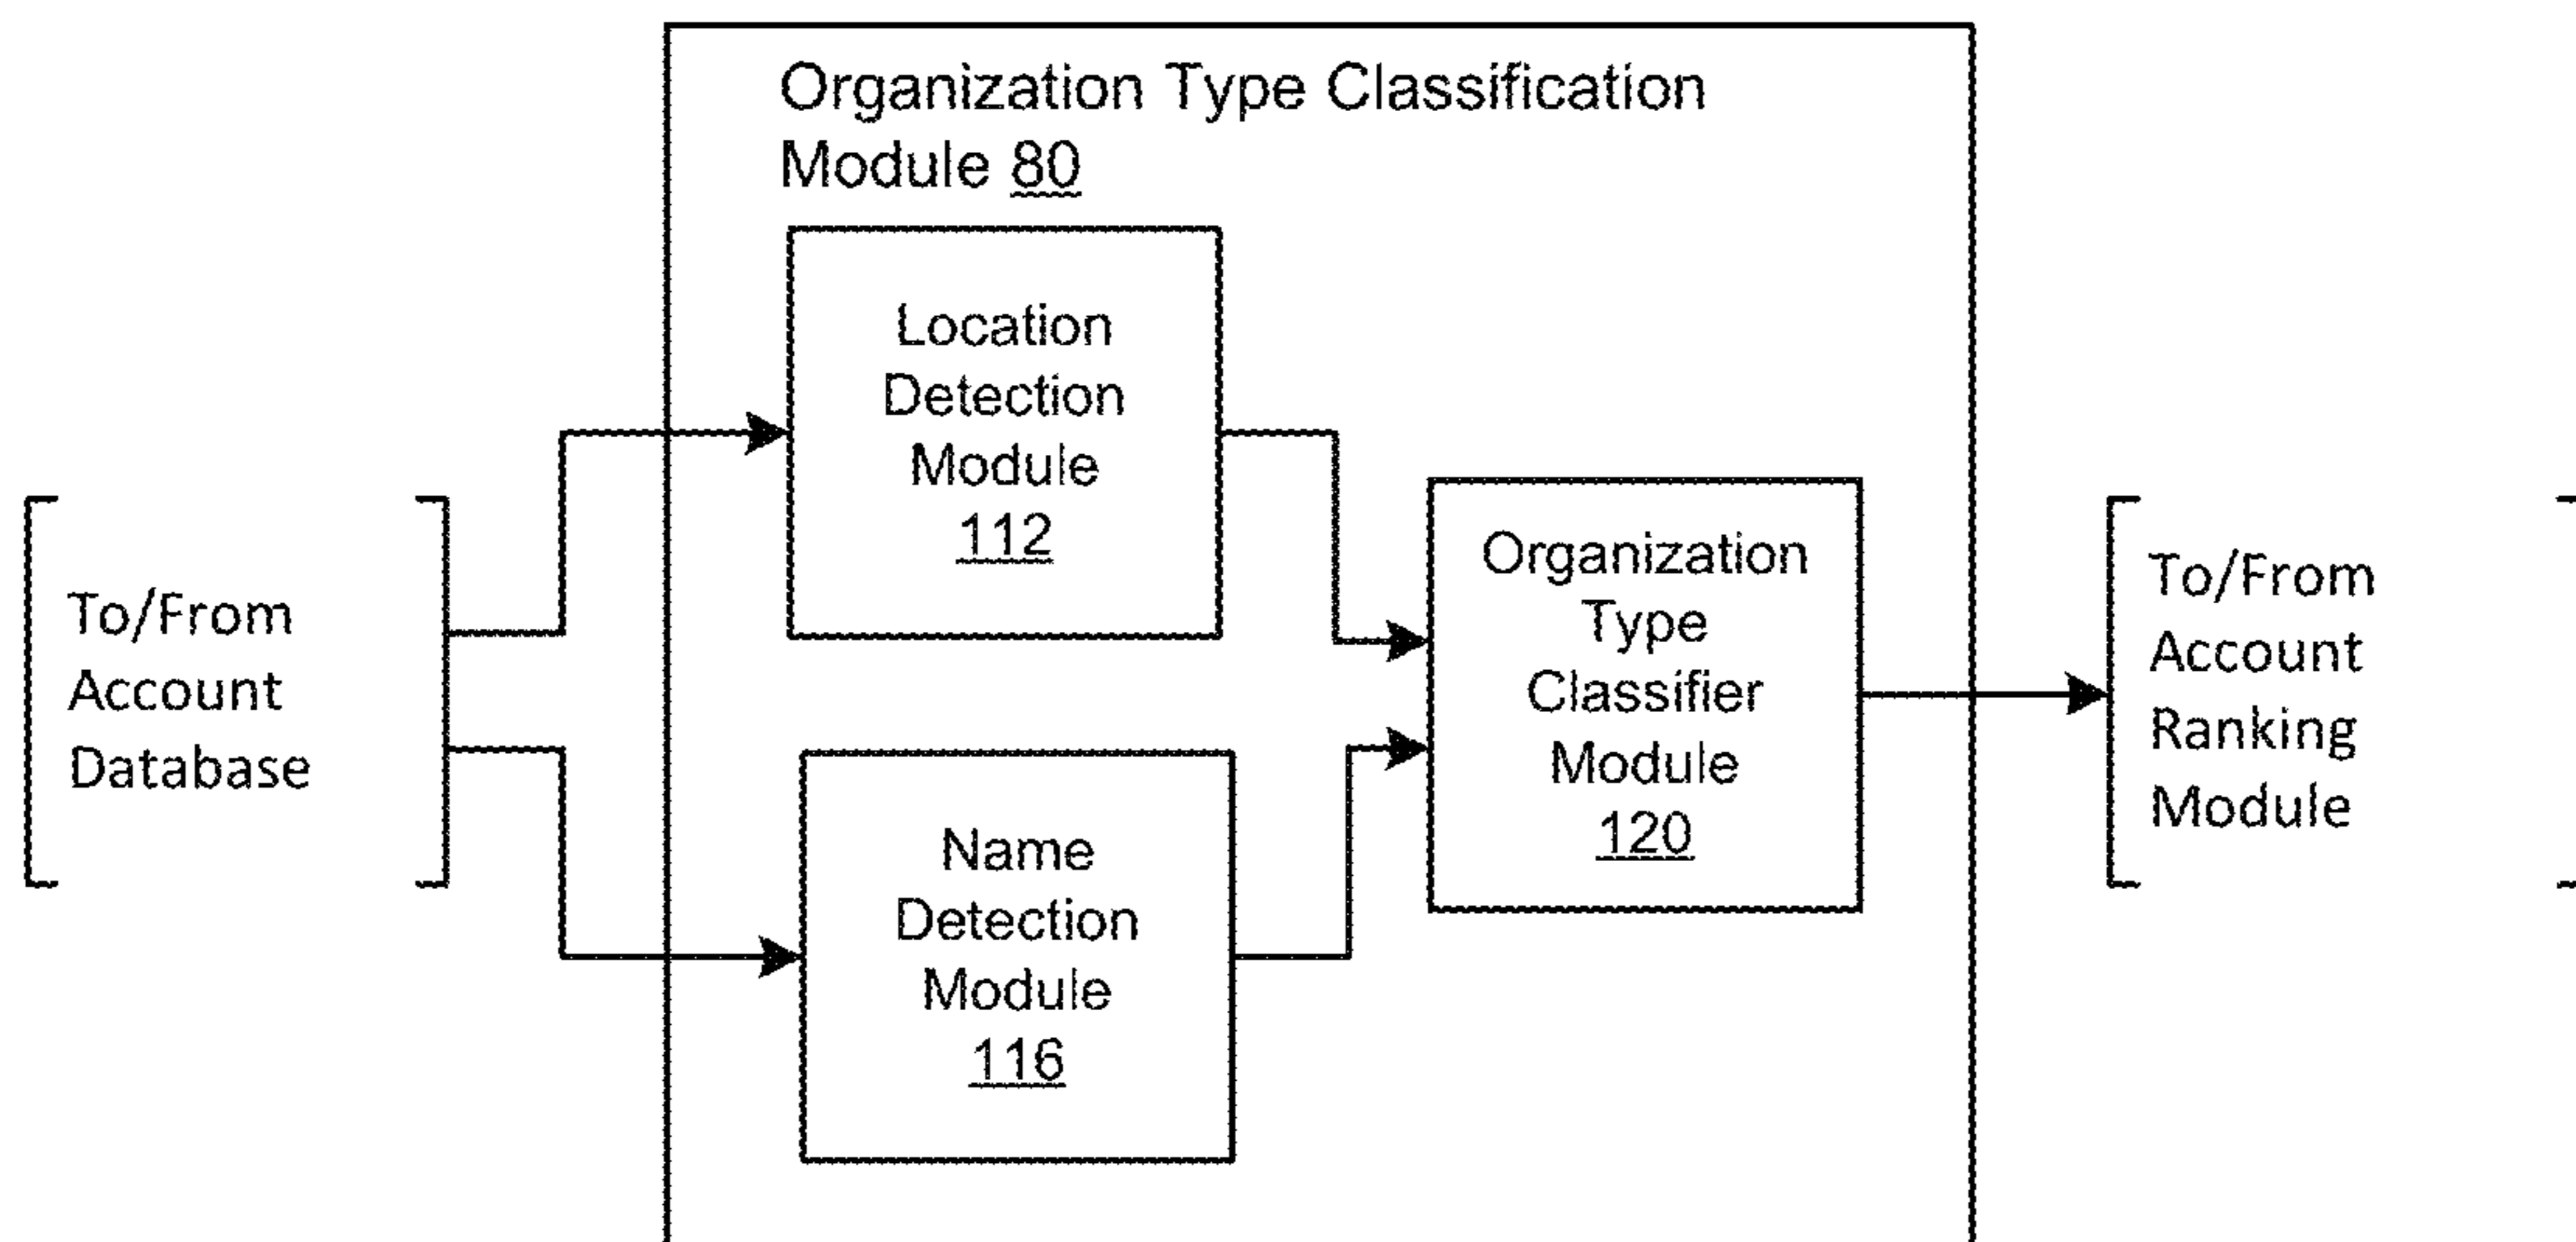 Organization Type Classification
Module 80
Location
Detection
Module
112
To/From
Account
Database
Name
Detection
Module
116
Organization
Type
Classifier
Module
120
To/From
Account
Ranking
Module